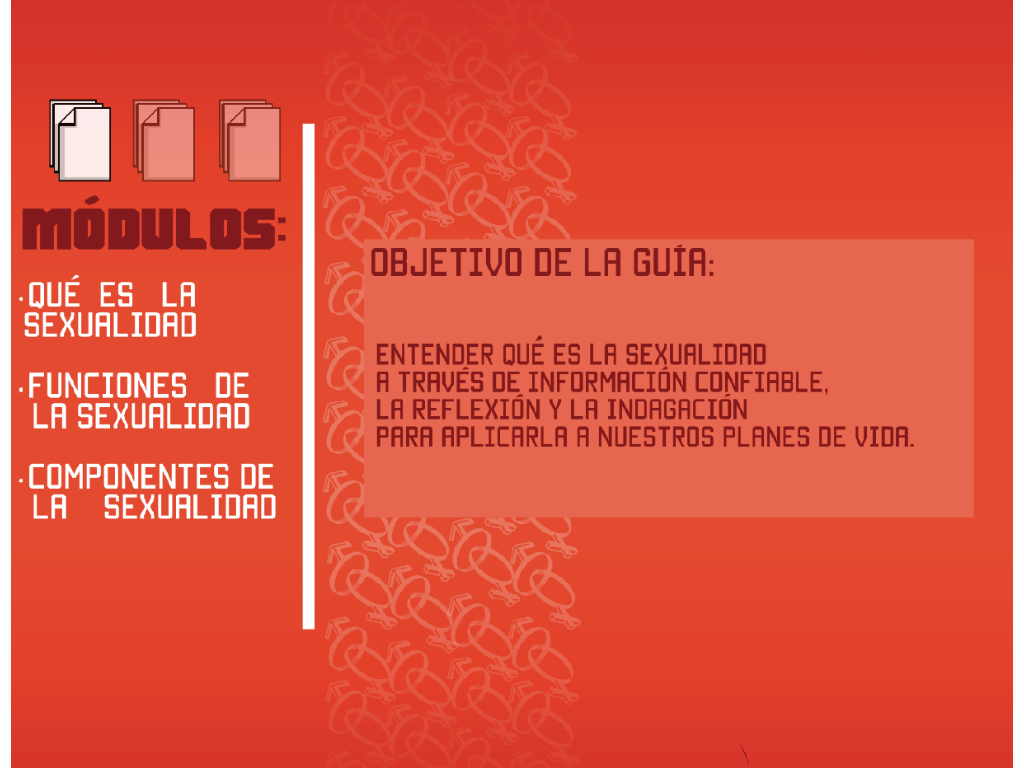 MÓDULOS:
·QUÉ ES LA
SEXUALIDAD
·FUNCIONES DE
LA SEXUALIDAD
·COMPONENTES DE
LA SEXUALIDAD
OBJETIVO DE LA GUÍA:
ENTENDER QUÉ ES LA SEXUALIDAD
A TRAVÉS DE INFORMACIÓN CONFIABLE,
LA REFLEXIÓN Y LA INDAGACIÓN
PARA APLICARLA A NUESTROS PLANES DE VIDA.